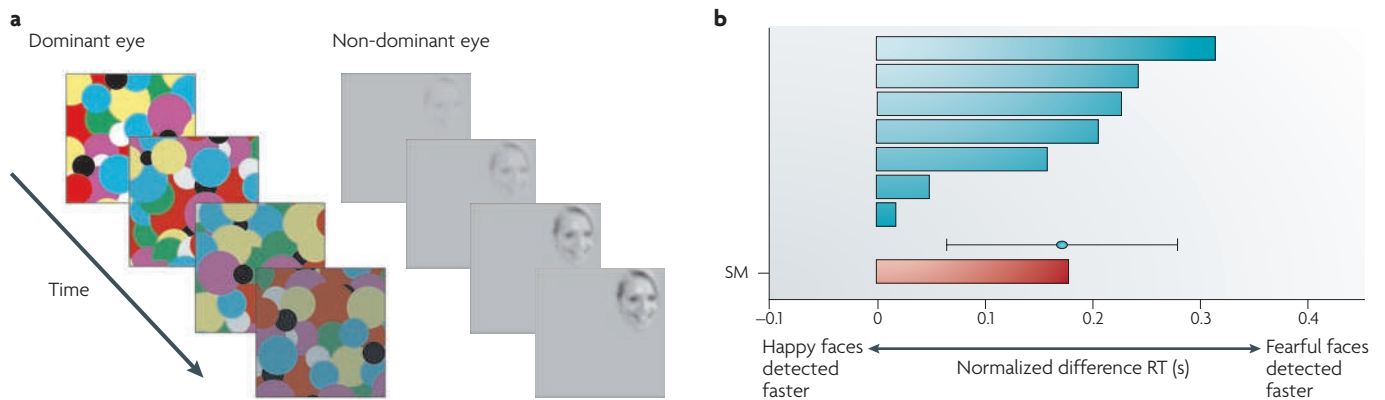 a
Dominant eye
Non-dominant eye
Time
b
SM
–0.1
0
0.1
0.2
0.3
0.4
Happy faces
detected
faster
Normalized difference RT (s)
Fearful faces
detected
faster